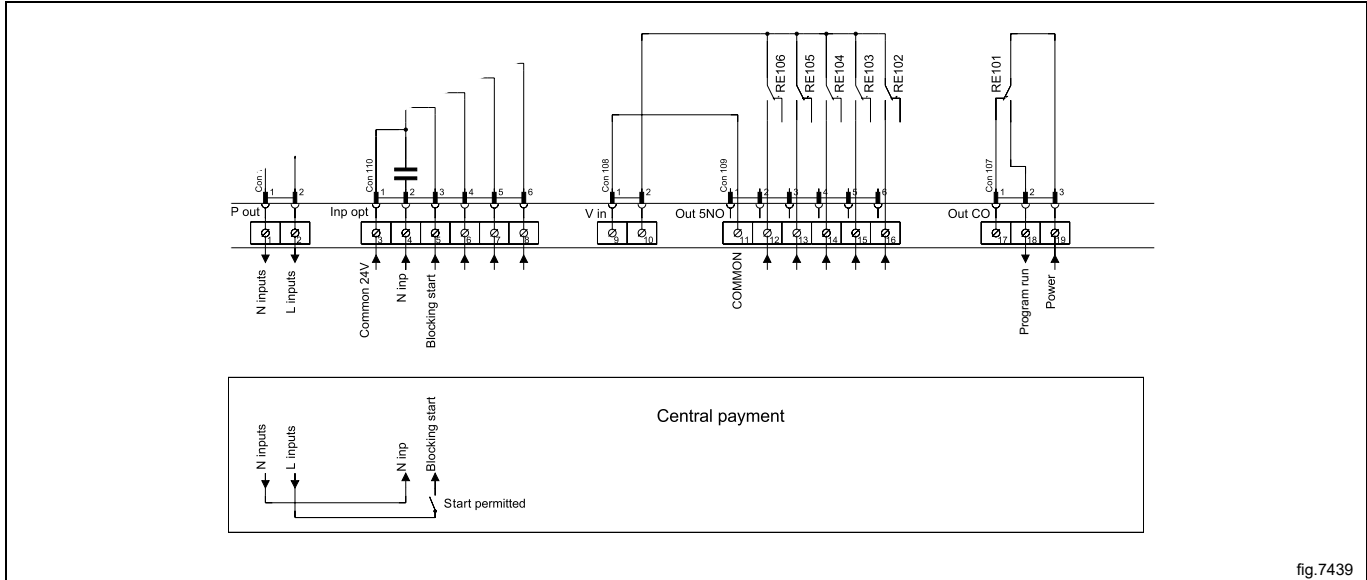 RE106
RE105
RE104
RE103
RE102
RE101
Con 110
Con 108
Con 109
Con 107
1 2
1 2 3 4 5 6
1 2
1 2 3 4 5 6
1 2 3
P out
Inp opt
V in
Out 5NO
Out CO
1 2
3 4 5 6 7 8
9 10
11 12 13 14 15 16
17 18 19
N inputs
L inputs
Common 24V
N inp
Blocking start
COMMON
Program run
Power
Central payment
N inputs
L inputs
N inp
Blocking start
Start permitted
fig.7439